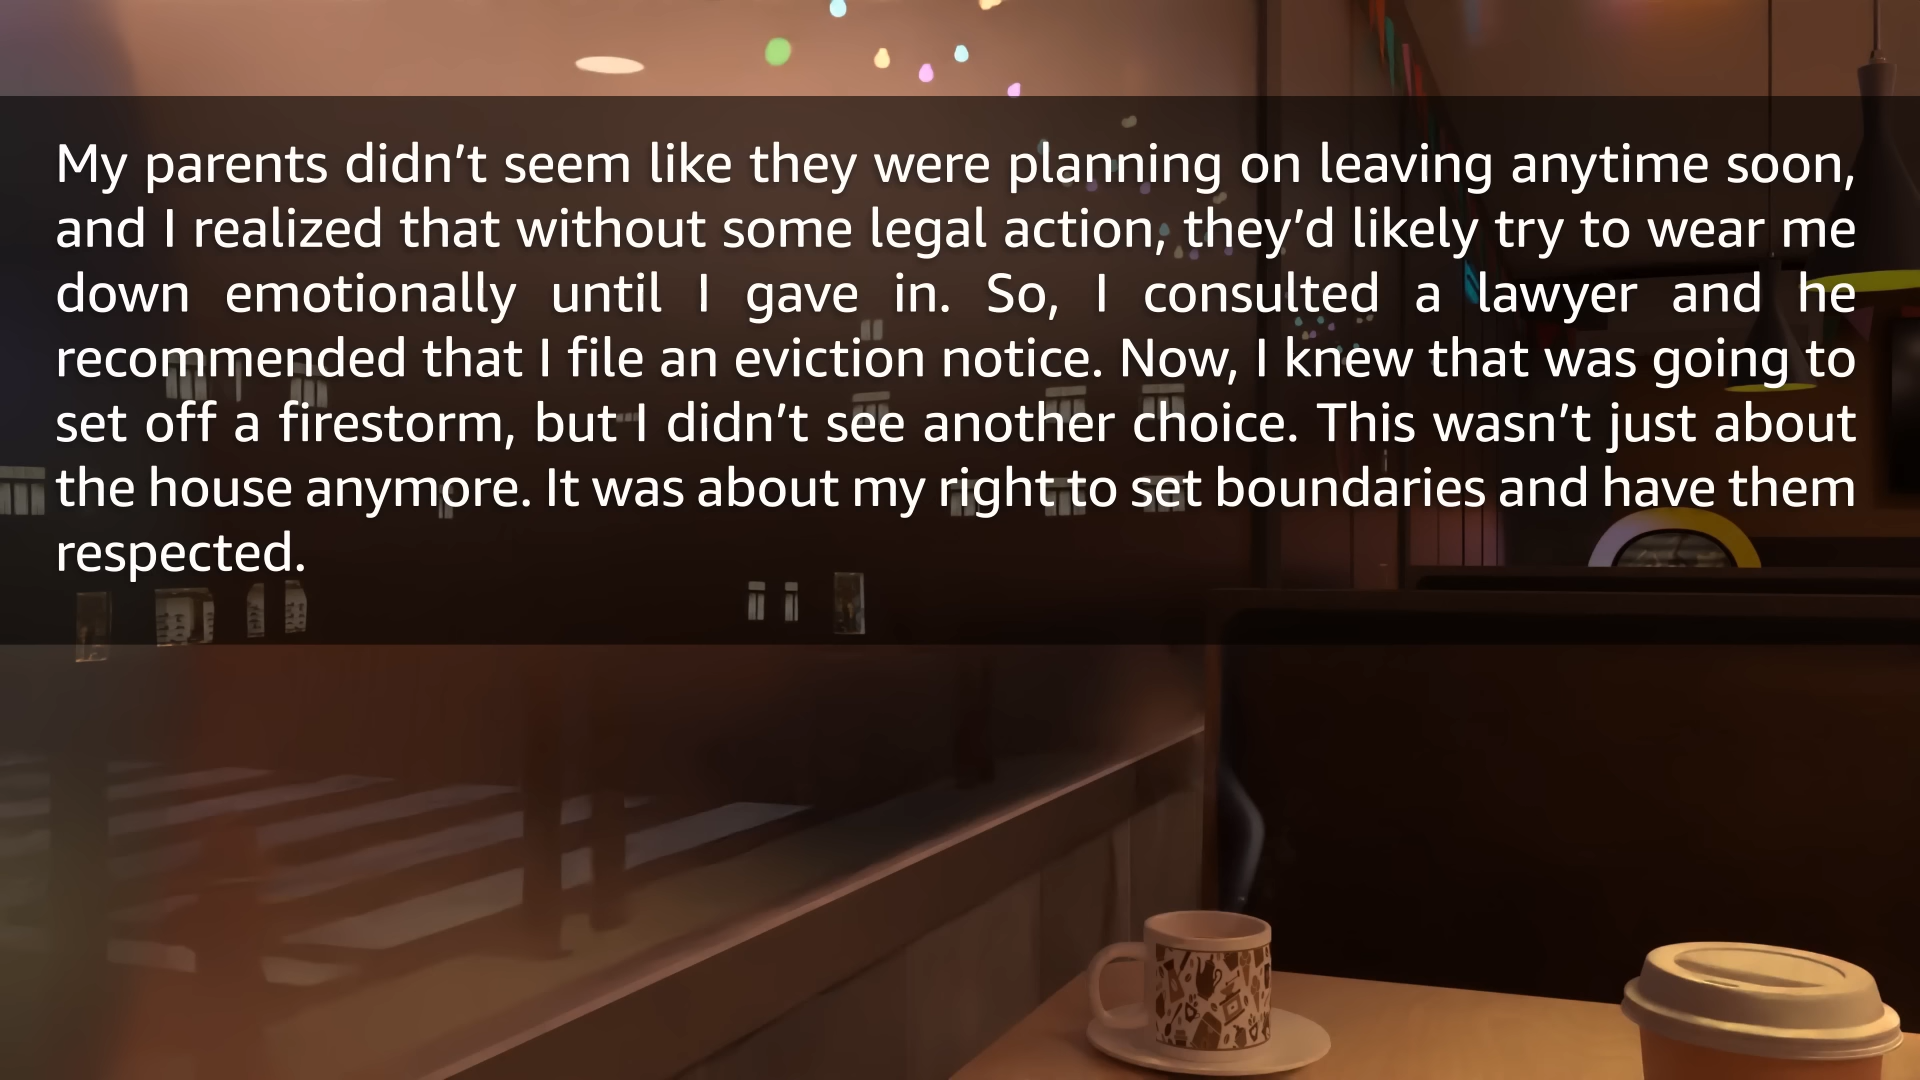 My parents didn’t seem like they were planning on leaving anytime soon,
and I realized that without some legal action, they’d likely try to wear me
down emotionally until I gave in. So, I consulted a lawyer and he
recommended that I file an eviction notice. Now, I knew that was going to
set off a firestorm, but I didn’t see another choice. This wasn’t just about
the house anymore. It was about my right to set boundaries and have them
respected.